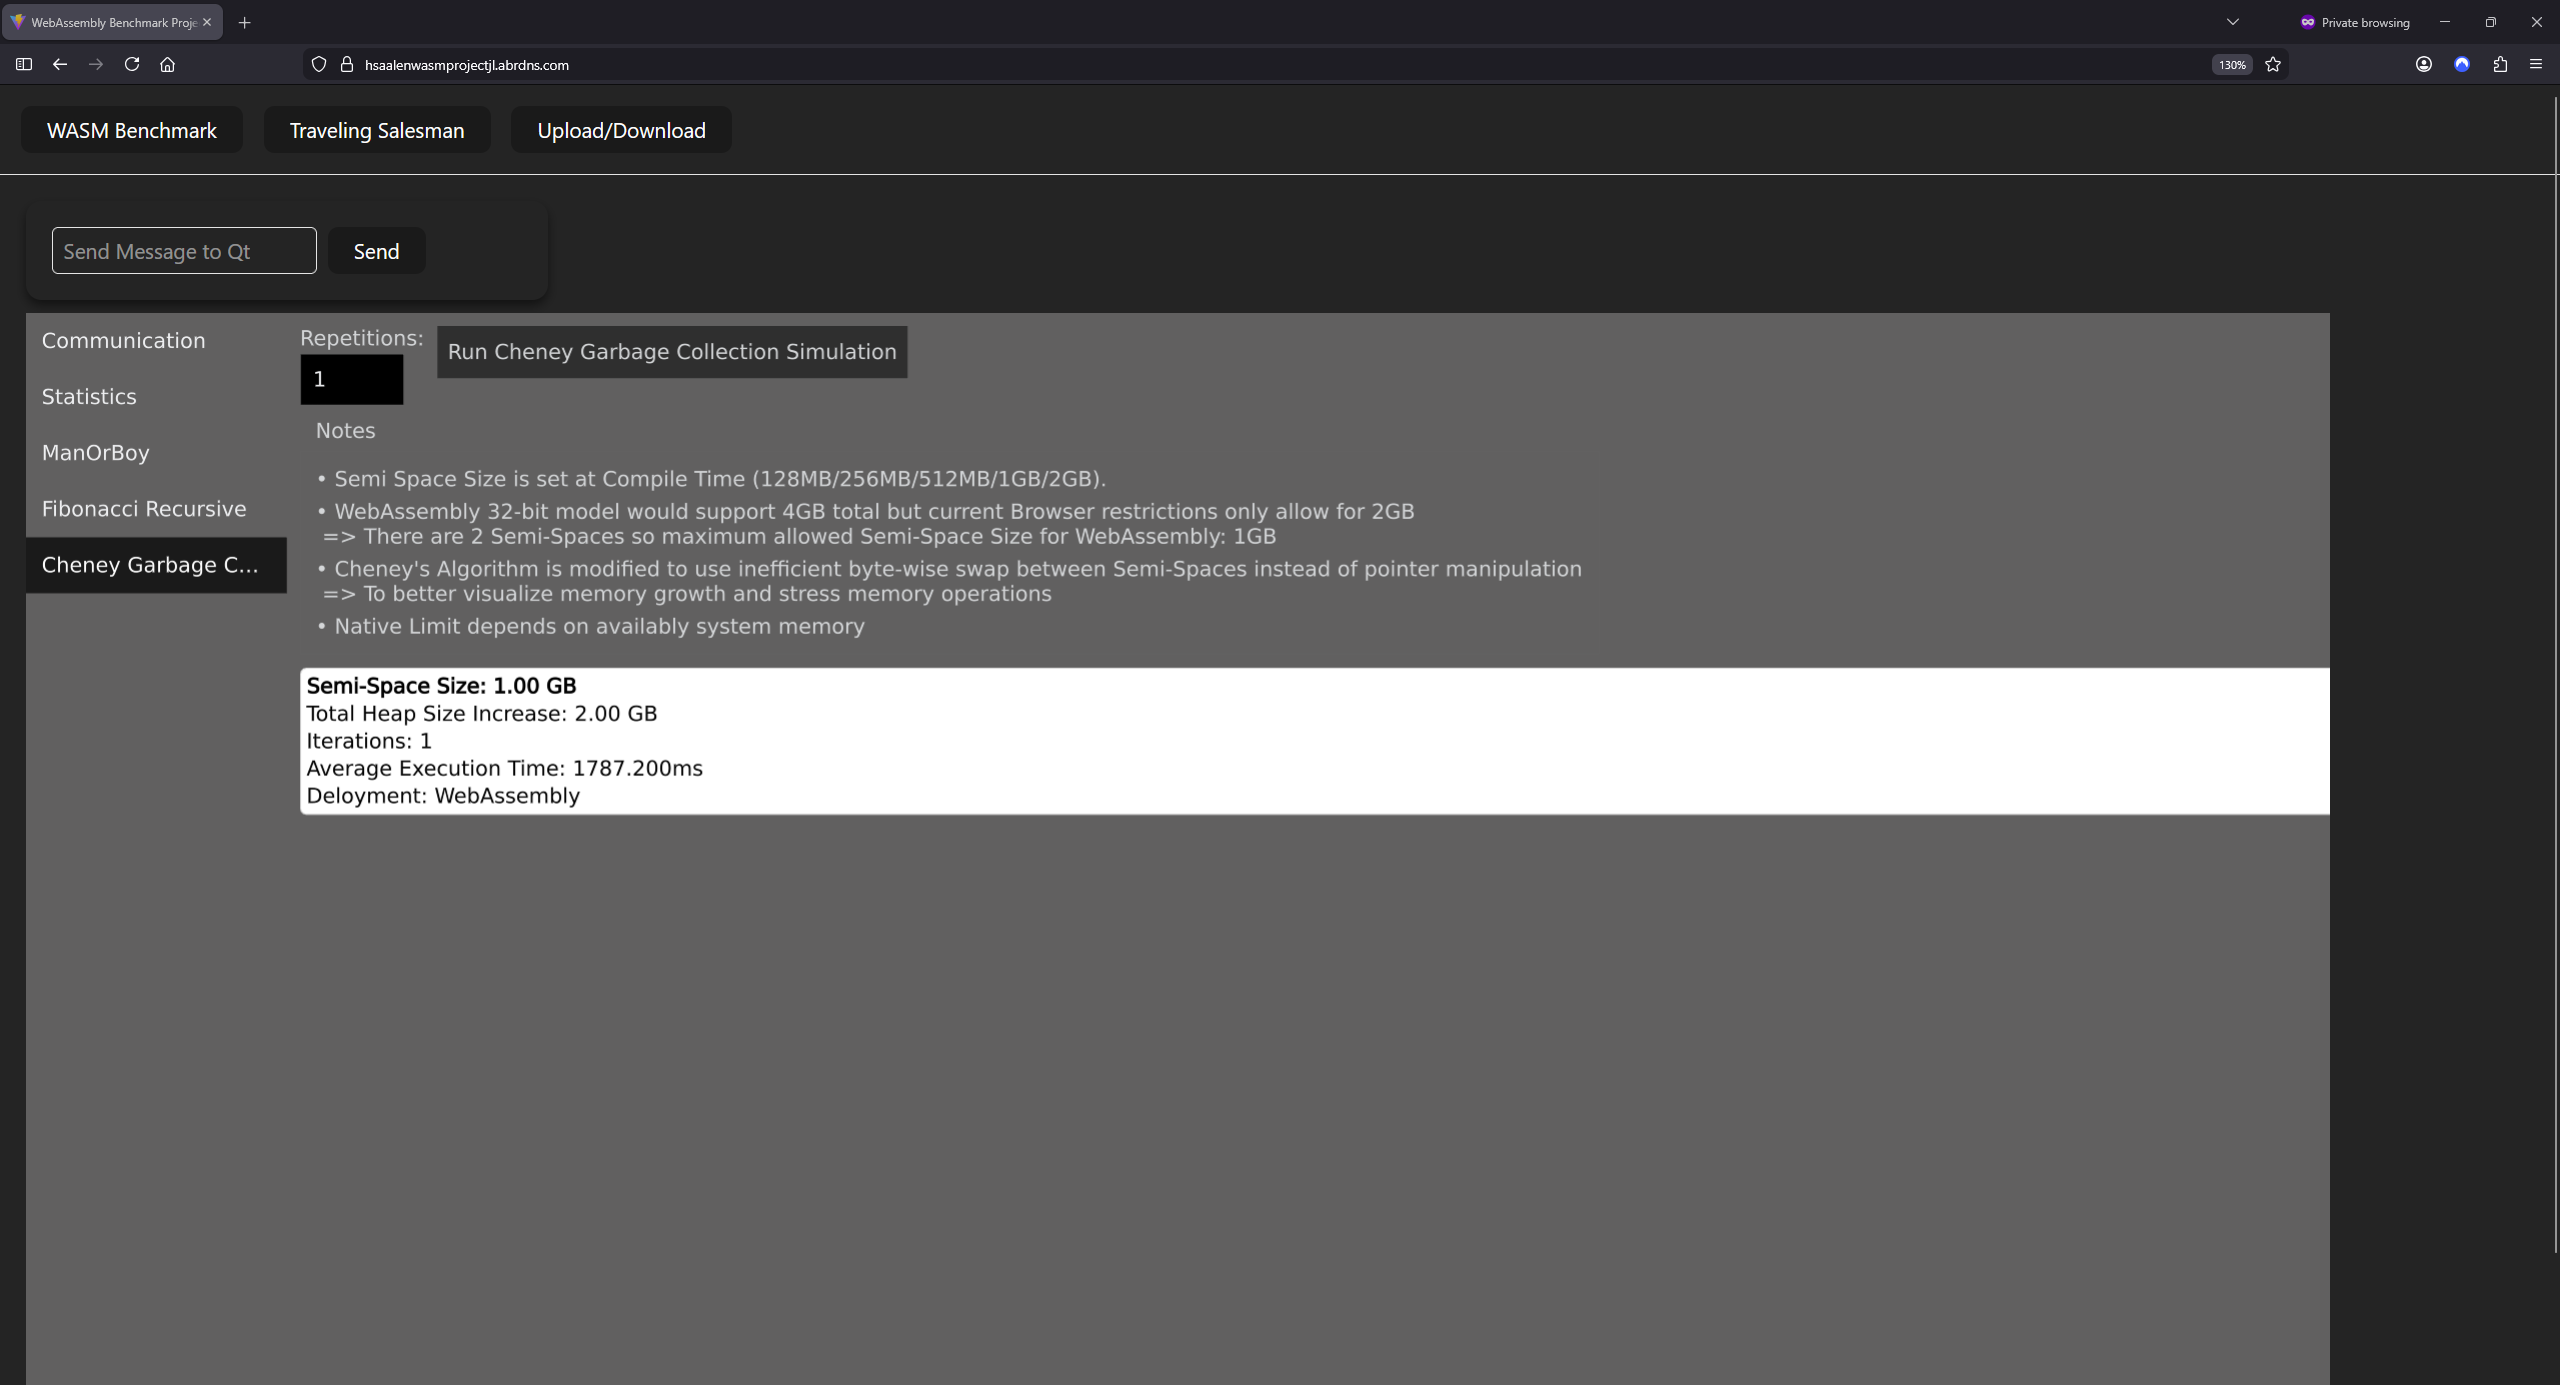 WebAssembly Benchmark Proje
Private browsing
hsaalenwasmprojectjl.abrdns.com
130%
WASM Benchmark
Traveling Salesman
Upload/Download
Send Message to Qt
Send
Communication
Statistics
ManOrBoy
Fibonacci Recursive
Cheney Garbage C...
Repetitions:
1
Run Cheney Garbage Collection Simulation
Notes
• Semi Space Size is set at Compile Time (128MB/256MB/512MB/1GB/2GB).
• WebAssembly 32-bit model would support 4GB total but current Browser restrictions only allow for 2GB
=> There are 2 Semi-Spaces so maximum allowed Semi-Space Size for WebAssembly: 1GB
• Cheney's Algorithm is modified to use inefficient byte-wise swap between Semi-Spaces instead of pointer manipulation
=> To better visualize memory growth and stress memory operations
• Native Limit depends on availably system memory
Semi-Space Size: 1.00 GB
Total Heap Size Increase: 2.00 GB
Iterations: 1
Average Execution Time: 1787.200ms
Deloyment: WebAssembly